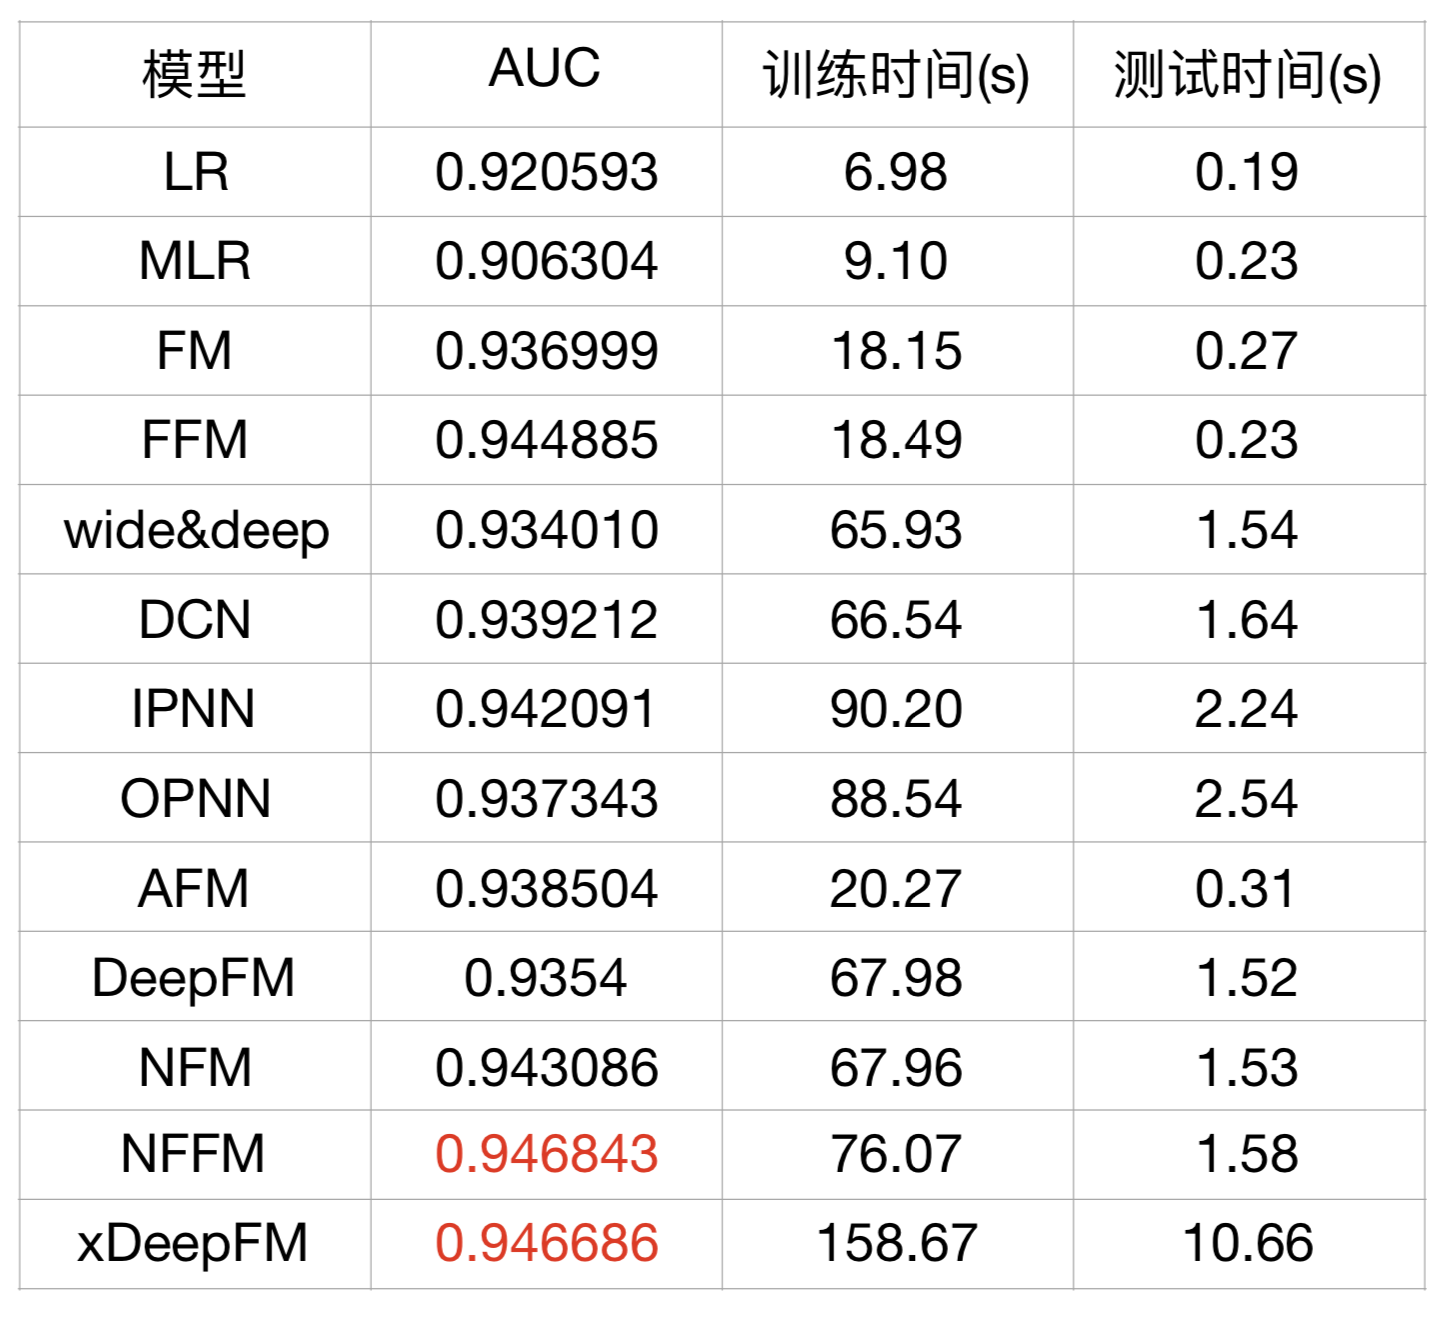 模型 AUC 训练时间(s) 测试时间(s)
LR 0.920593 6.98 0.19
MLR 0.906304 9.10 0.23
FM 0.936999 18.15 0.27
FFM 0.944885 18.49 0.23
wide&deep 0.934010 65.93 1.54
DCN 0.939212 66.54 1.64
IPNN 0.942091 90.20 2.24
OPNN 0.937343 88.54 2.54
AFM 0.938504 20.27 0.31
DeepFM 0.9354 67.98 1.52
NFM 0.943086 67.96 1.53
NFFM 0.946843 76.07 1.58
xDeepFM 0.946686 158.67 10.66